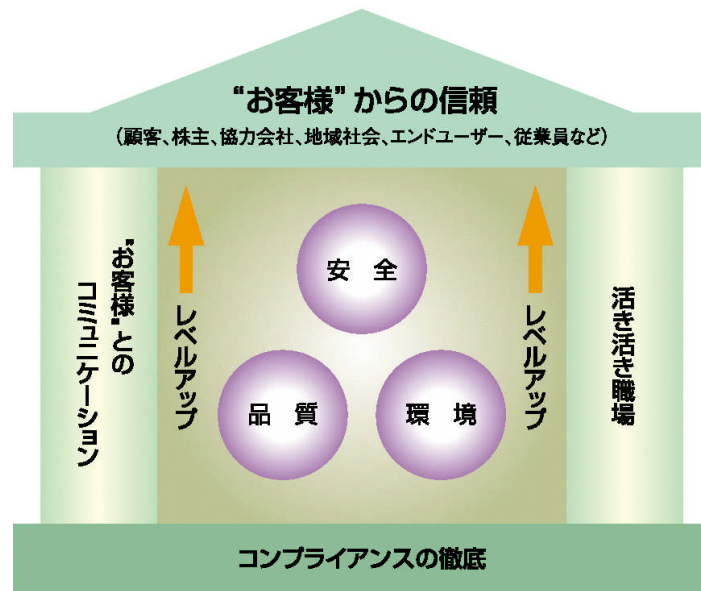 “お客様”からの信頼
（顧客、株主、協力会社、地域社会、エンドユーザー、従業員など）
“お客様”との
コミュニケーション
レベルアップ
安 全
品 質
環 境
レベルアップ
活き活き職場
コンプライアンスの徹底